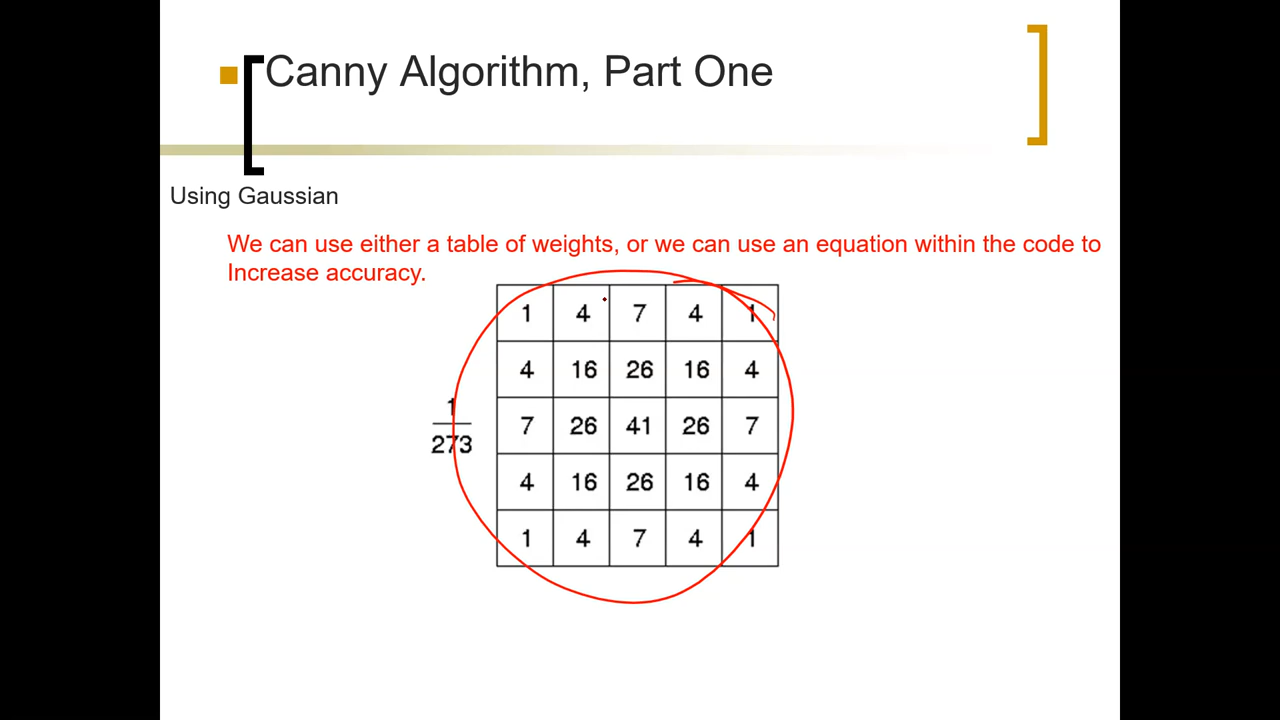 Canny Algorithm, Part One
Using Gaussian
We can use either a table of weights, or we can use an equation within the code to
Increase accuracy.
1 4 7 4 1
4 16 26 16 4
1
273
7 26 41 26 7
4 16 26 16 4
1 4 7 4 1